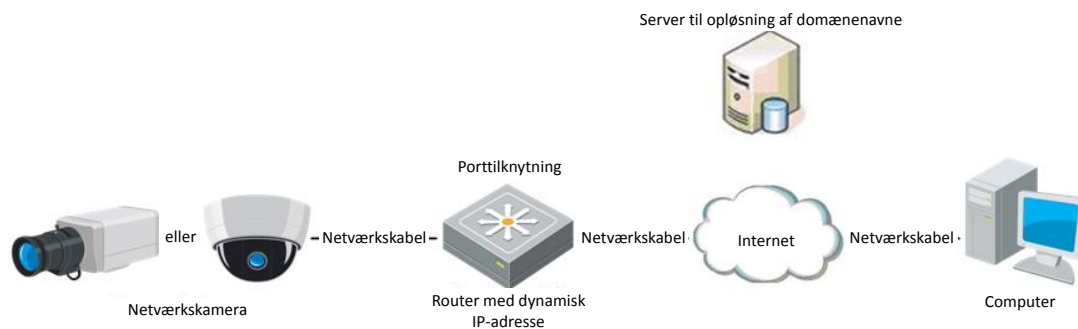 Server til opløsning af domænenavne
Porttilknytning
eller
Netværkskabel
Netværkskabel
Internet
Netværkskabel
Netværkskamera
Router med dynamisk
IP-adresse
Computer